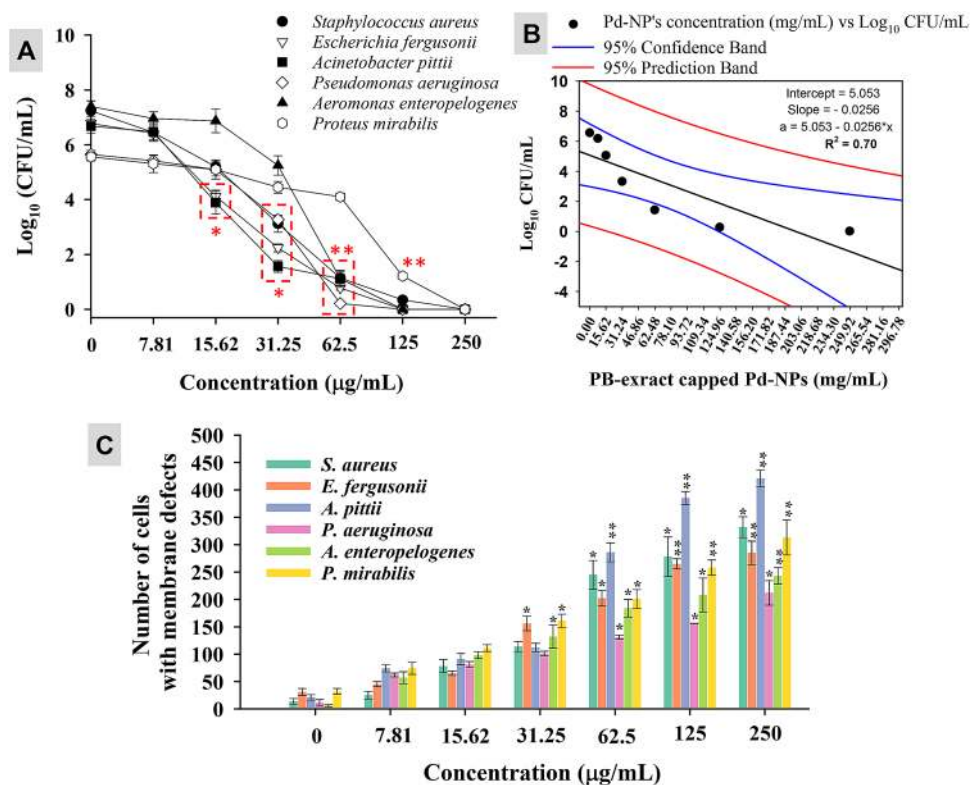 A
Staphylococcus aureus
Escherichia fergusonii
Acinetobacter pittii
Pseudomonas aeruginosa
Aeromonas enteropelogenes
Proteus mirabilis
Log10 (CFU/mL)
10
8
6
4
2
0
*
*
**
**
0 7.81 15.62 31.25 62.5 125 250
Concentration (µg/mL)
B
Pd-NP's concentration (mg/mL) vs Log10 CFU/mL
95% Confidence Band
95% Prediction Band
Intercept = 5.053
Slope = - 0.0256
a = 5.053 - 0.0256*x
R² = 0.70
Log10 CFU/mL
10
8
6
4
2
0
-2
-4
0.00 15.62 31.24 46.86 62.48 78.10 93.72 109.34 124.96 140.58 156.20 171.82 187.44 203.06 218.68 234.30 249.92 265.54 281.16 296.78
PB-exract capped Pd-NPs (mg/mL)
C
S. aureus
E. fergusonii
A. pittii
P. aeruginosa
A. enteropelogenes
P. mirabilis
Number of cells
with membrane defects
500
450
400
350
300
250
200
150
100
50
0
* * *
* * ** * * *
* ** ** * * **
* ** ** * ** **
0 7.81 15.62 31.25 62.5 125 250
Concentration (µg/mL)